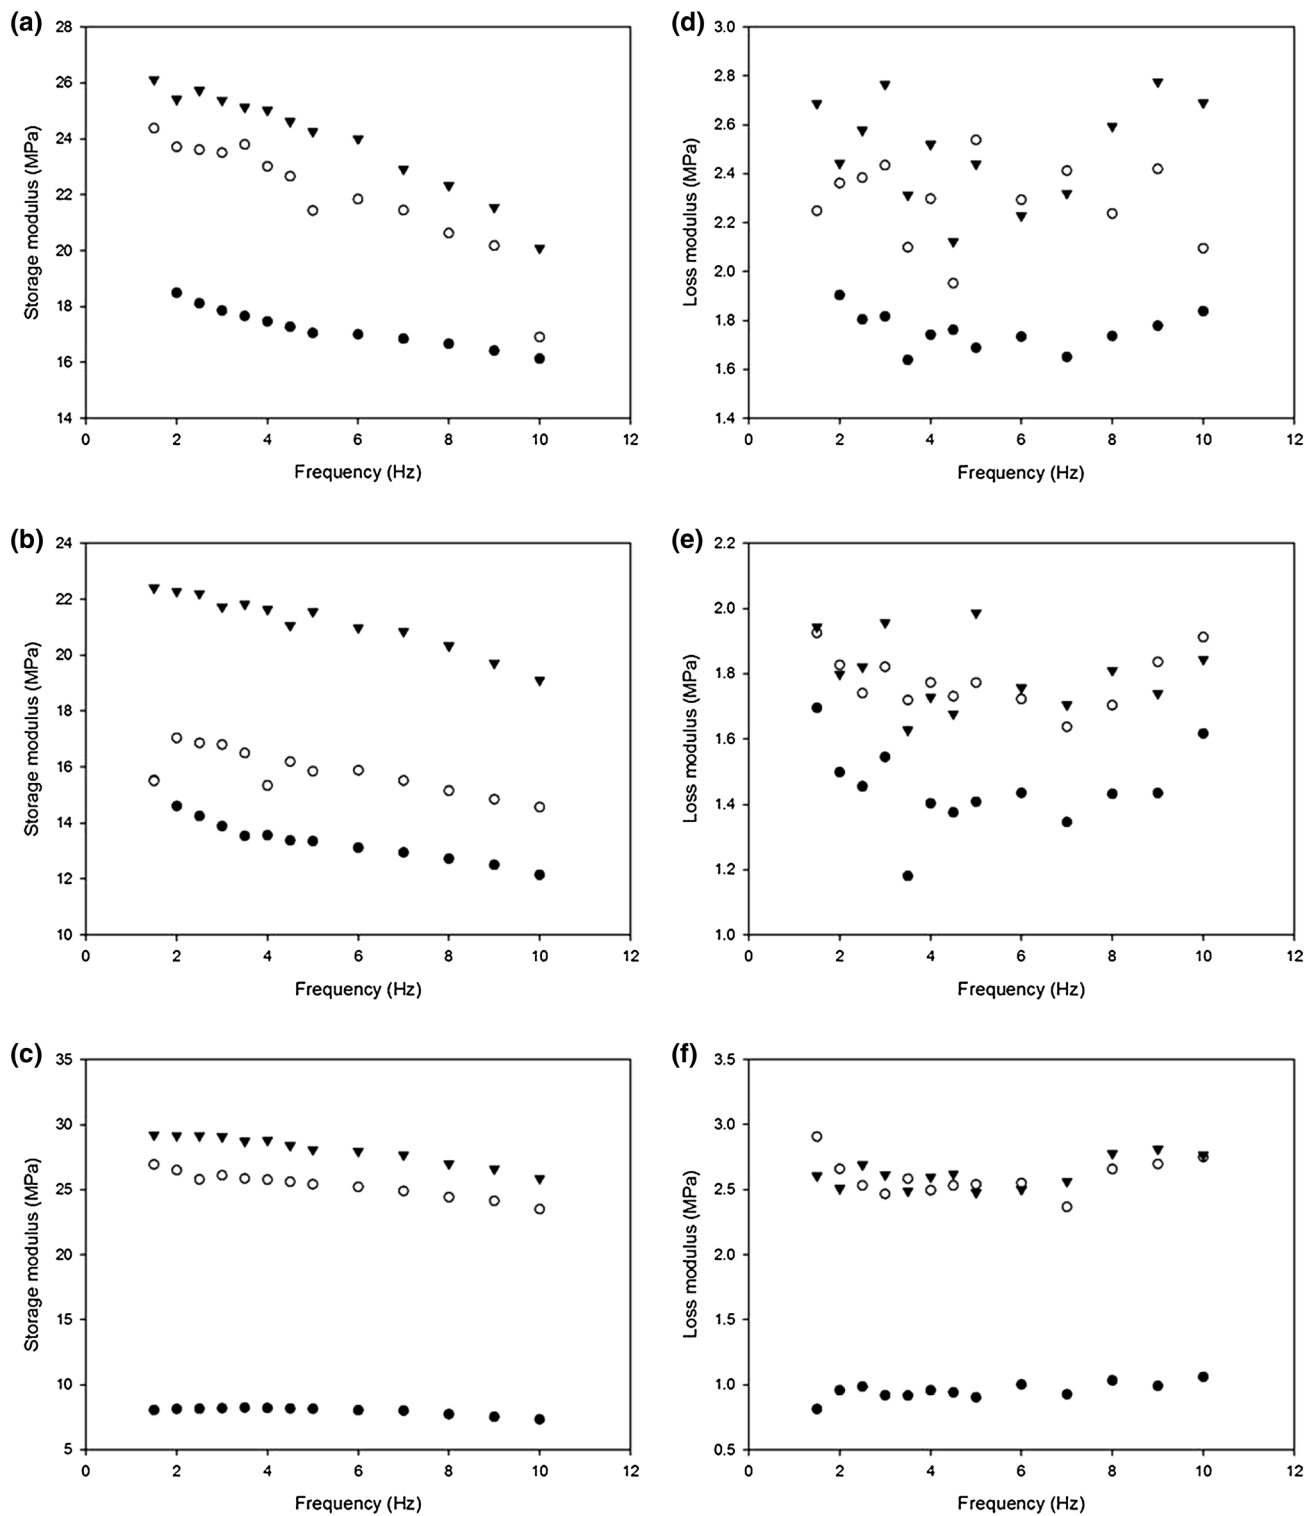 (a)
28
26
24
22
20
18
16
14
Storage modulus (MPa)
0 2 4 6 8 10 12
Frequency (Hz)
(d)
3.0
2.8
2.6
2.4
2.2
2.0
1.8
1.6
1.4
Loss modulus (MPa)
0 2 4 6 8 10 12
Frequency (Hz)
(b)
24
22
20
18
16
14
12
10
Storage modulus (MPa)
0 2 4 6 8 10 12
Frequency (Hz)
(e)
2.2
2.0
1.8
1.6
1.4
1.2
1.0
Loss modulus (MPa)
0 2 4 6 8 10 12
Frequency (Hz)
(c)
35
30
25
20
15
10
5
Storage modulus (MPa)
0 2 4 6 8 10 12
Frequency (Hz)
(f)
3.5
3.0
2.5
2.0
1.5
1.0
0.5
Loss modulus (MPa)
0 2 4 6 8 10 12
Frequency (Hz)